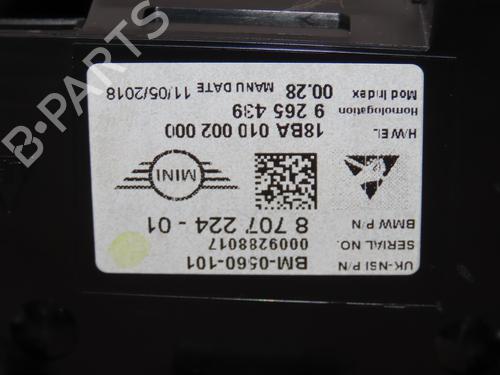 UK-NSI P/N BM-0560-101
SERIAL NO. 0009288017
BMW P/N 8 707 224 - 01
MINI
H/W EL. 18BA 010 002 000
Homologation 9 265 439
Mod Index 00.28 MANU DATE 11/05/2018
B-PARTS